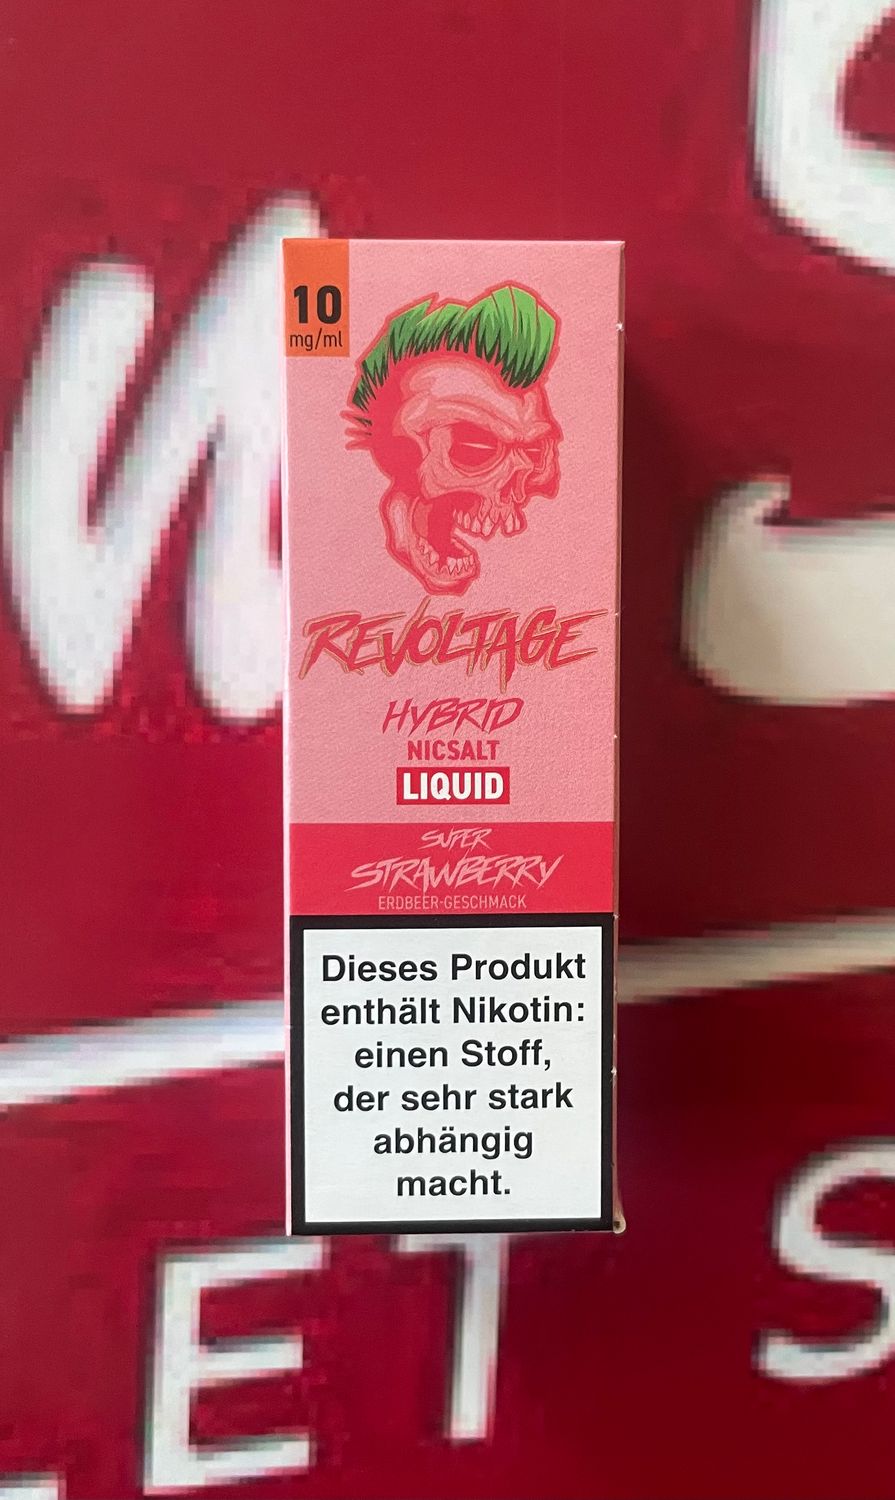 10
mg/ml
REVOLTAGE
HYBRID
NICSALT
LIQUID
SUPER
STRAWBERRY
ERDBEER-GESCHMACK
Dieses Produkt
enthält Nikotin:
einen Stoff,
der sehr stark
abhängig
macht.
ET S